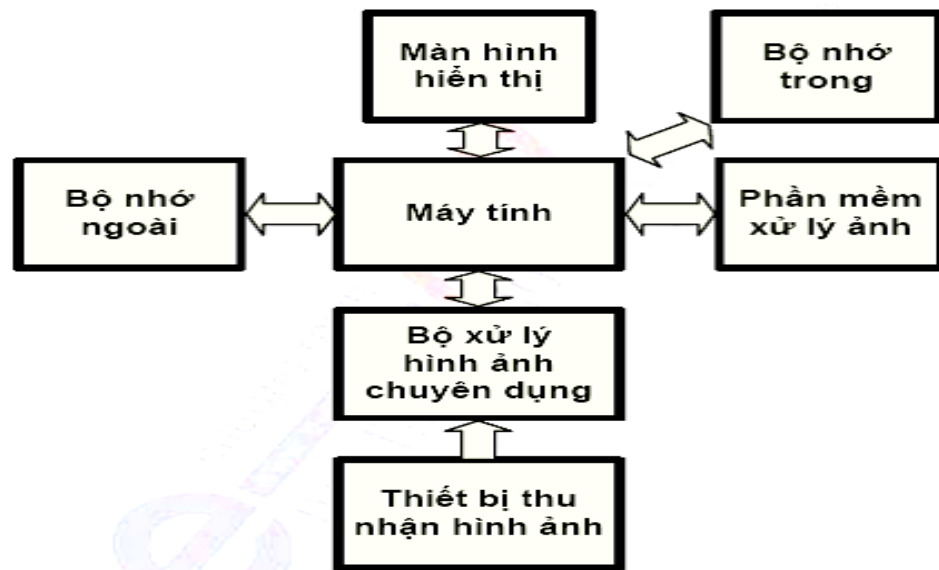 Màn hình
hiển thị
Bộ nhớ
trong
Bộ nhớ
ngoài
Máy tính
Phần mềm
xử lý ảnh
Bộ xử lý
hình ảnh
chuyên dụng
Thiết bị thu
nhận hình ảnh